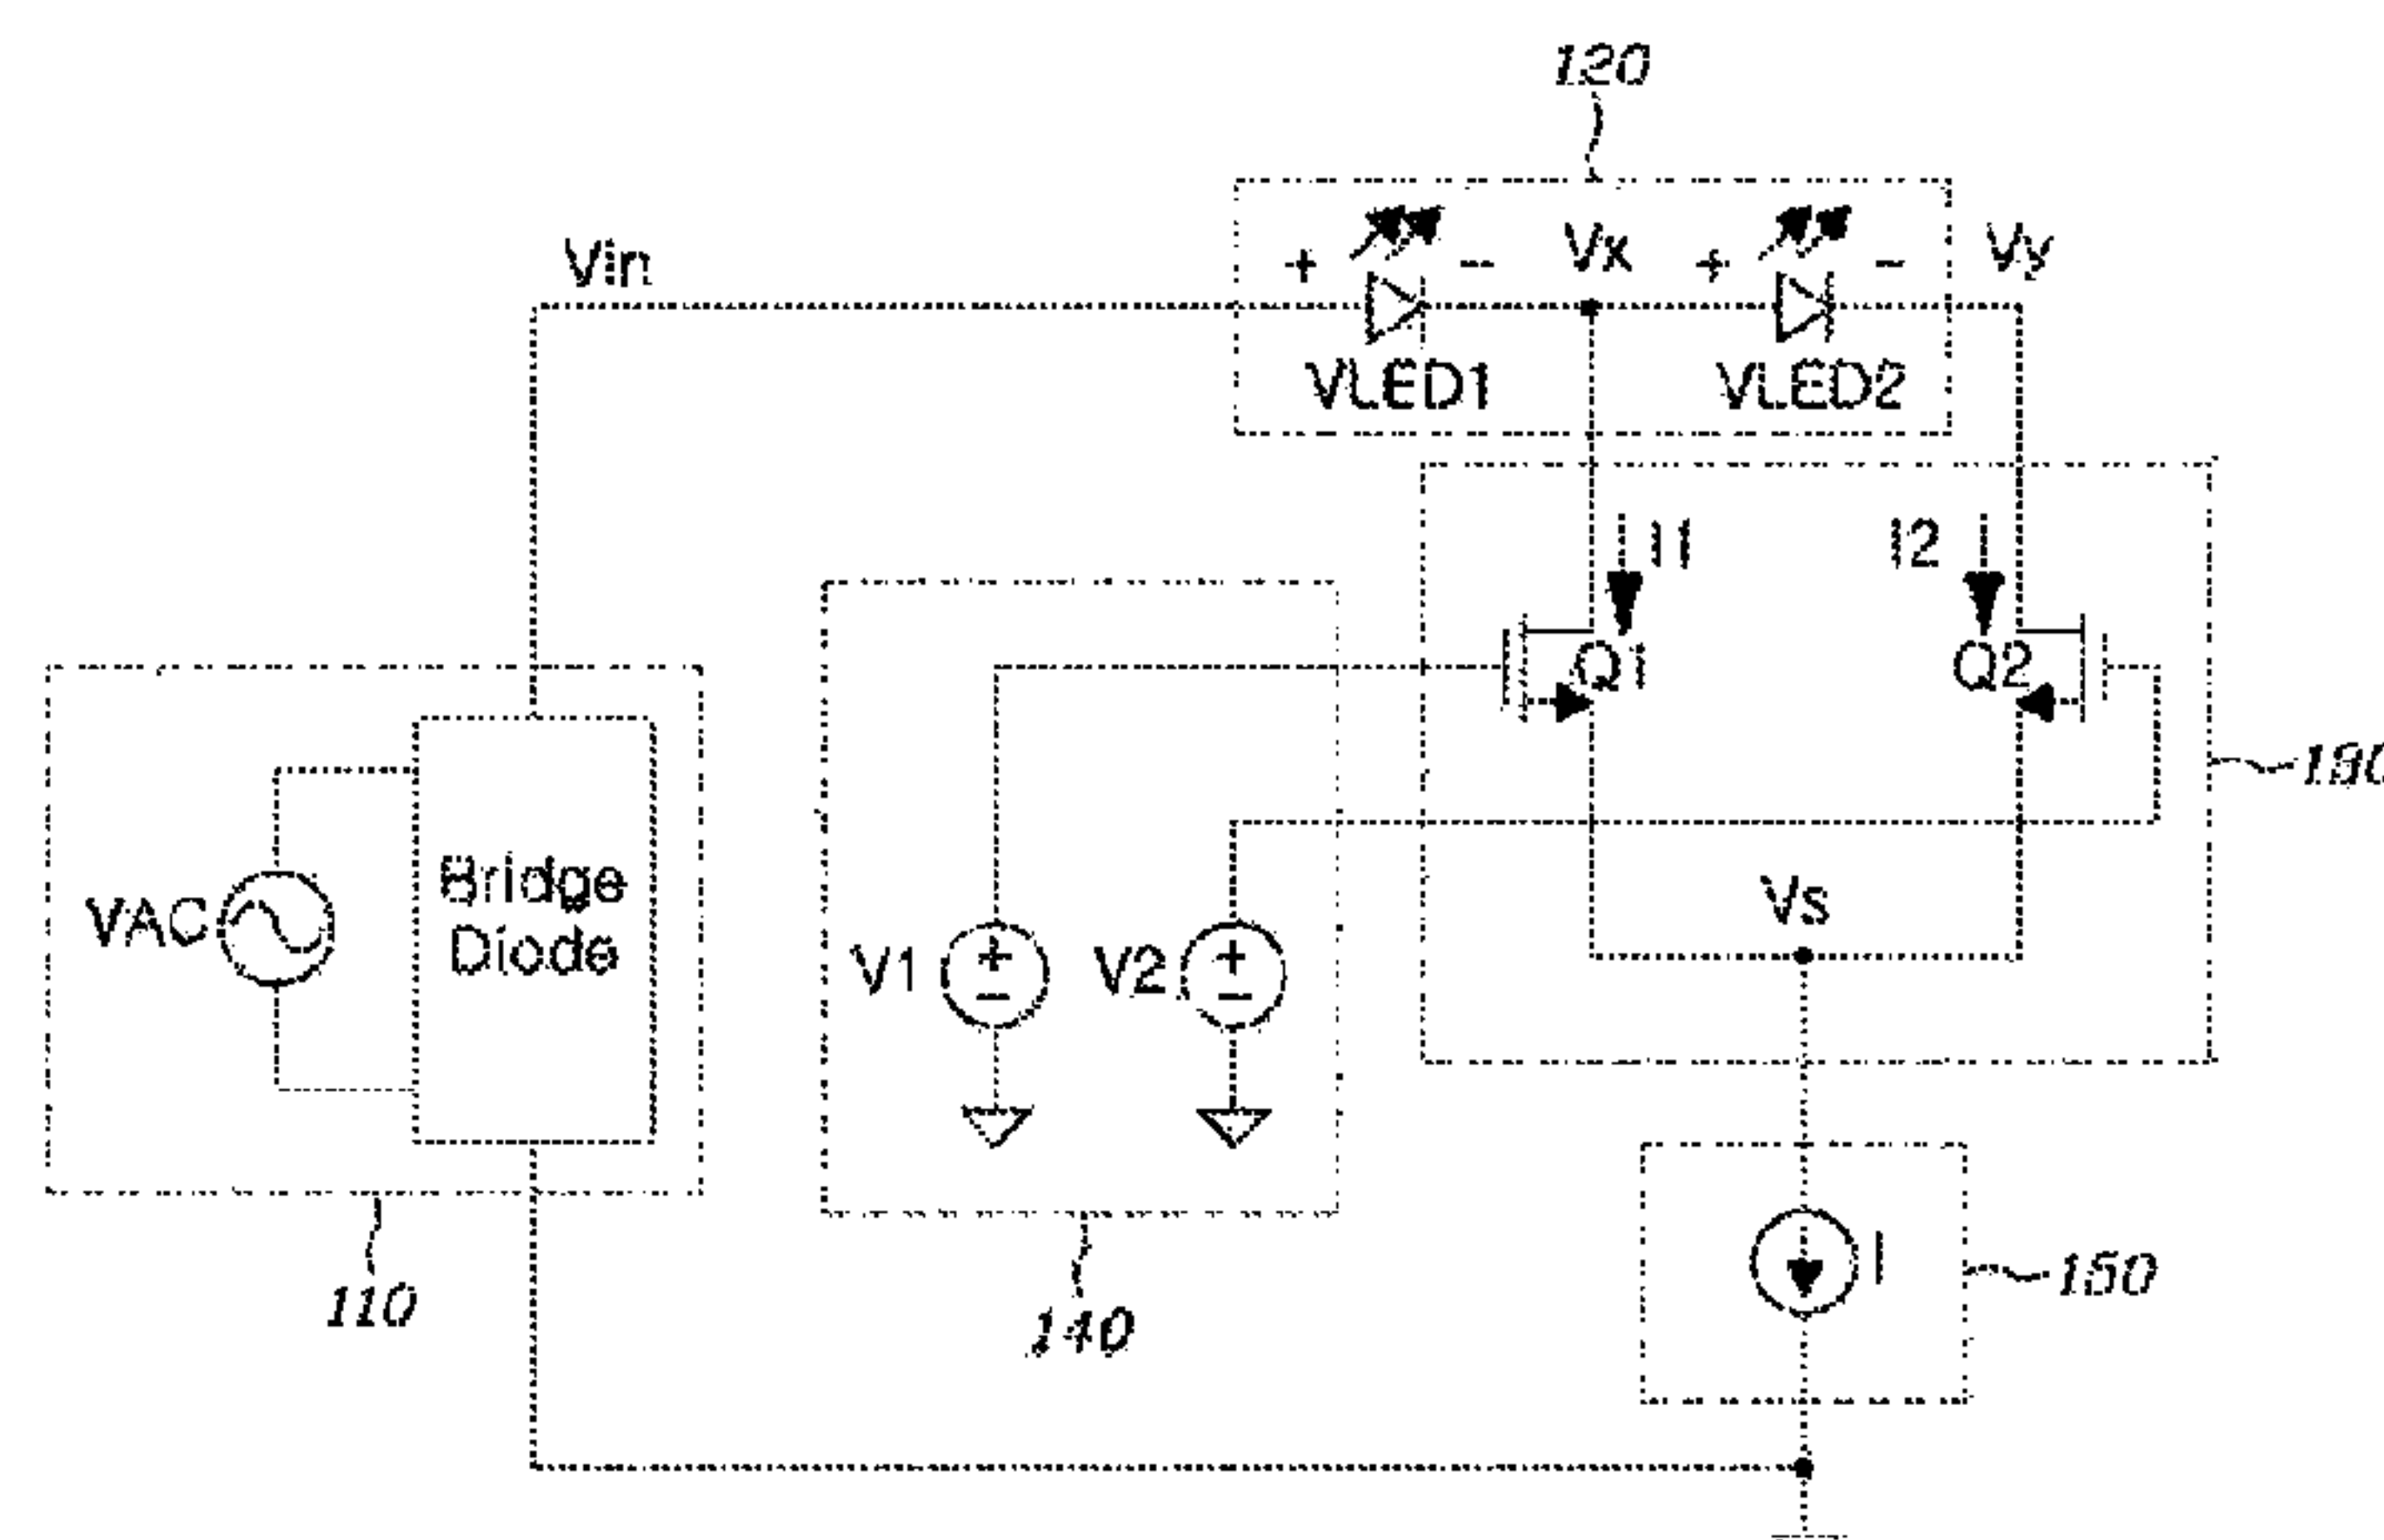 120
Vin
+ - Vx + - Vy
VLED1 VLED2
I1 I2
Q1 Q2
VAC
Bridge
Diode
Vs
V1 + - V2 + -
I
150
110
140